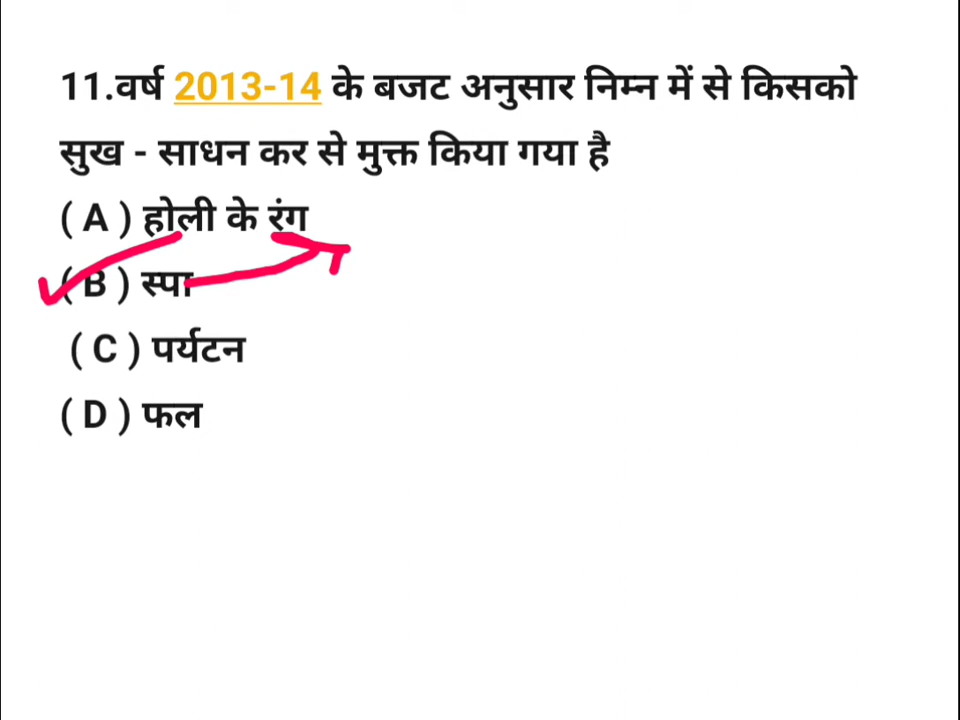 11.वर्ष 2013-14 के बजट अनुसार निम्न में से किसको
सुख - साधन कर से मुक्त किया गया है
( A ) होली के रंग
( B ) स्पा
( C ) पर्यटन
( D ) फल